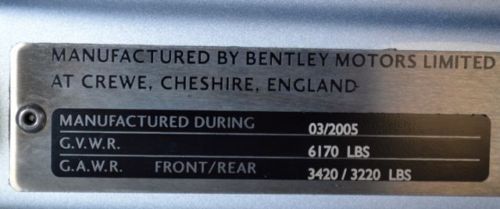 MANUFACTURED BY BENTLEY MOTORS LIMITED
AT CREWE, CHESHIRE, ENGLAND
MANUFACTURED DURING 03/2005
G.V.W.R. 6170 LBS
G.A.W.R. FRONT/REAR 3420 / 3220 LBS